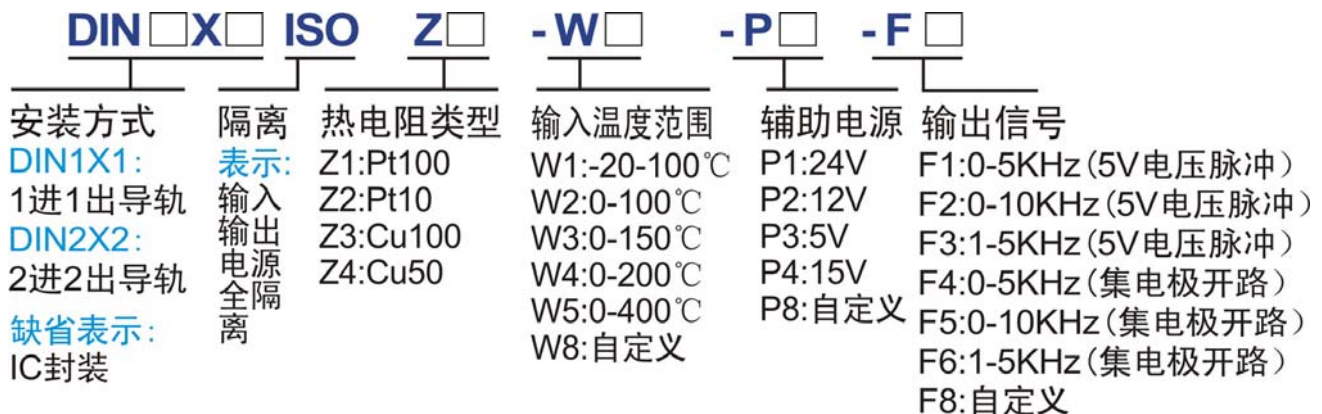 DIN□X□ ISO Z□ -W□ -P□ -F□
安装方式
DIN1X1:
1进1出导轨
DIN2X2:
2进2出导轨
缺省表示:
IC封装
隔离
表示:
输入
输出
电源
全隔
离
热电阻类型
Z1:Pt100
Z2:Pt10
Z3:Cu100
Z4:Cu50
输入温度范围
W1:-20-100℃
W2:0-100℃
W3:0-150℃
W4:0-200℃
W5:0-400℃
W8:自定义
辅助电源
P1:24V
P2:12V
P3:5V
P4:15V
P8:自定义
输出信号
F1:0-5KHz(5V电压脉冲)
F2:0-10KHz(5V电压脉冲)
F3:1-5KHz(5V电压脉冲)
F4:0-5KHz(集电极开路)
F5:0-10KHz(集电极开路)
F6:1-5KHz(集电极开路)
F8:自定义